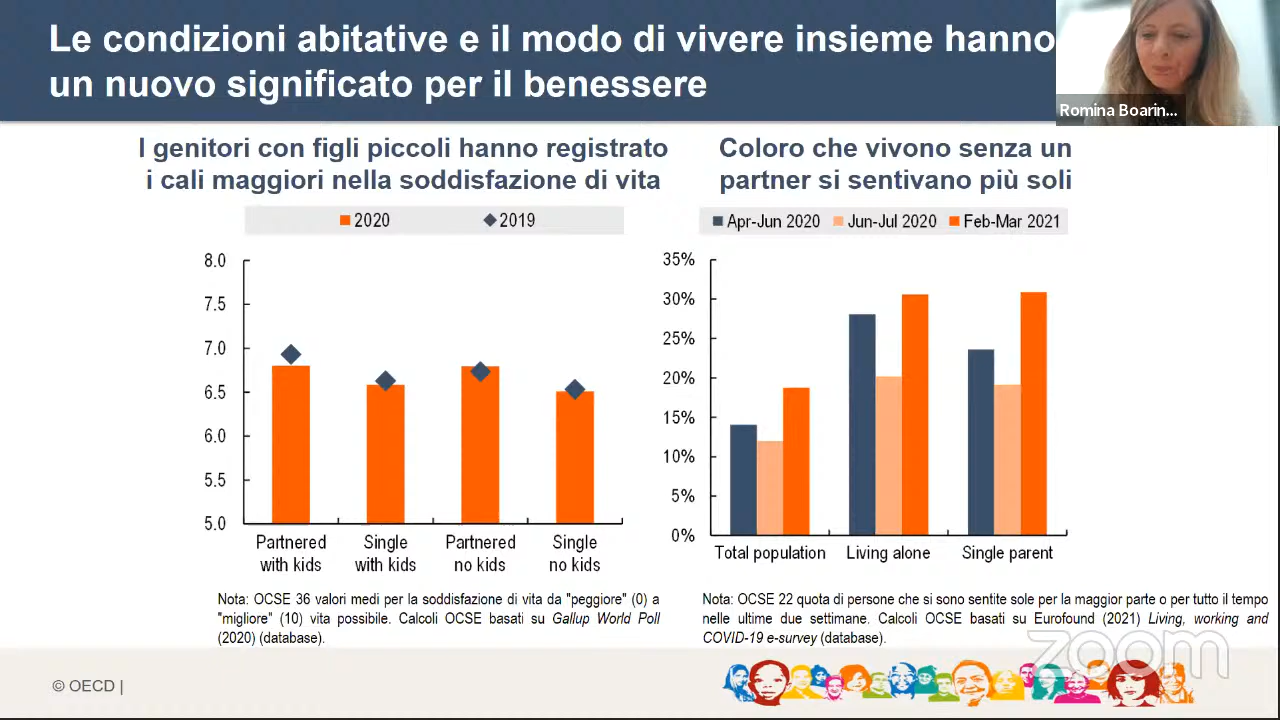 Le condizioni abitative e il modo di vivere insieme hanno
un nuovo significato per il benessere
Romina Boarin...
I genitori con figli piccoli hanno registrato
i cali maggiori nella soddisfazione di vita
2020 2019
8.0
7.5
7.0
6.5
6.0
5.5
5.0
Partnered with kids
Single with kids
Partnered no kids
Single no kids
Nota: OCSE 36 valori medi per la soddisfazione di vita da "peggiore" (0) a
"migliore" (10) vita possibile. Calcoli OCSE basati su Gallup World Poll
(2020) (database).
Coloro che vivono senza un
partner si sentivano più soli
Apr-Jun 2020 Jun-Jul 2020 Feb-Mar 2021
35%
30%
25%
20%
15%
10%
5%
0%
Total population Living alone Single parent
Nota: OCSE 22 quota di persone che si sono sentite sole per la maggior parte o per tutto il tempo
nelle ultime due settimane. Calcoli OCSE basati su Eurofound (2021) Living, working and
COVID-19 e-survey (database).
zoom
© OECD |